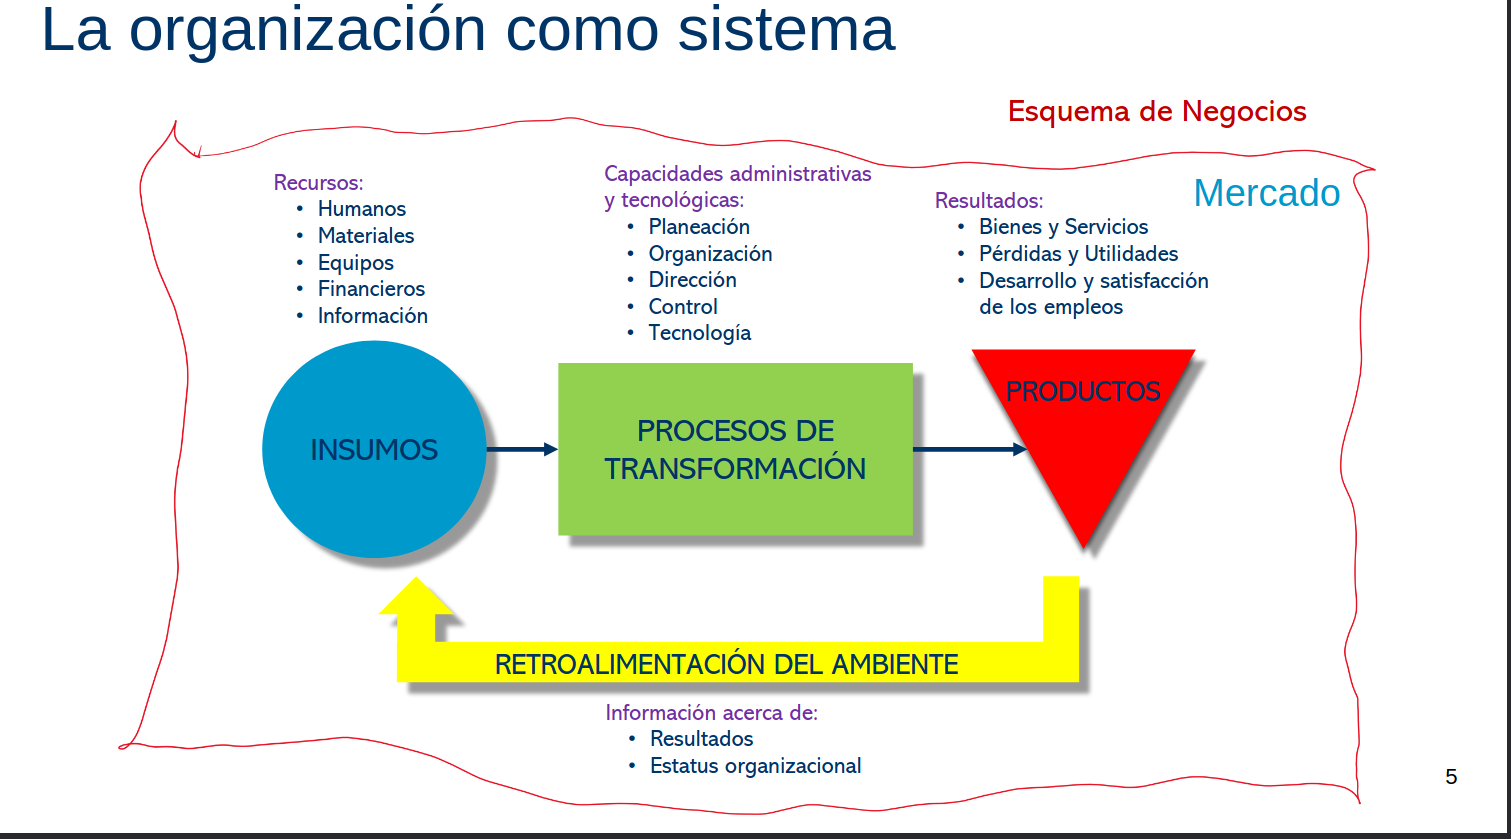 La organización como sistema
Esquema de Negocios
Mercado
Recursos:
• Humanos
• Materiales
• Equipos
• Financieros
• Información
Capacidades administrativas
y tecnológicas:
• Planeación
• Organización
• Dirección
• Control
• Tecnología
Resultados:
• Bienes y Servicios
• Pérdidas y Utilidades
• Desarrollo y satisfacción
de los empleos
INSUMOS
PROCESOS DE
TRANSFORMACIÓN
PRODUCTOS
RETROALIMENTACIÓN DEL AMBIENTE
Información acerca de:
• Resultados
• Estatus organizacional
5